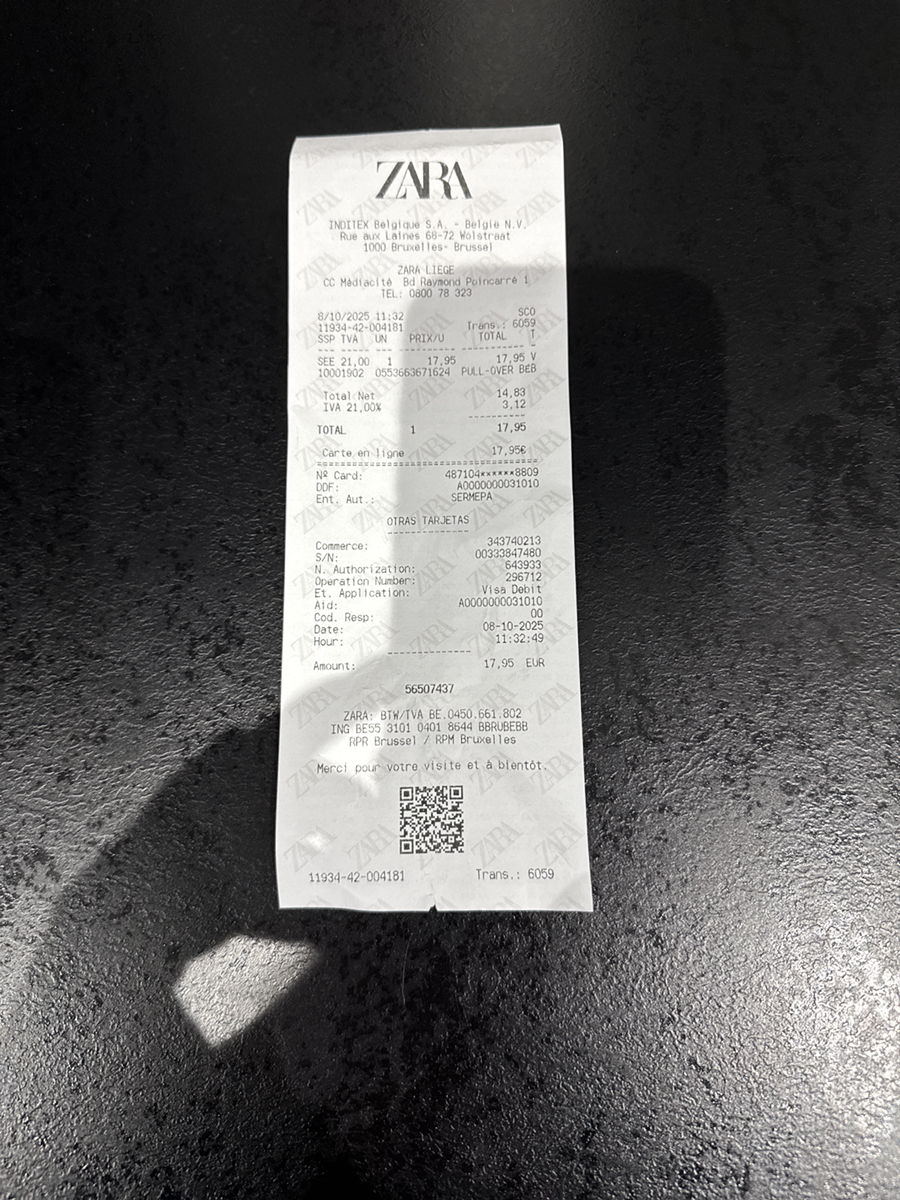 ZARA
INDITEX Belgique S.A. - Belgie N.V.
Rue aux Laines 68-72 Wolstraat
1000 Bruxelles- Brussel
ZARA LIEGE
CC Médiacité Bd Raymond Poincarré 1
TEL: 0800 78 323
8/10/2025 11:32 SCO
11934-42-004181 Trans.: 6059
SSP TVA UN PRIX/U TOTAL T
SEE 21,00 1 17,95 17,95 V
10001902 0553663671624 PULL-OVER BEB
Total Net 14,83
IVA 21,00% 3,12
TOTAL 1 17,95
Carte en ligne 17,95€
Nº Card: 487104******8809
DDF: A0000000031010
Ent. Aut.: SERMEPA
OTRAS TARJETAS
Commerce: 343740213
S/N: 00333847480
N. Authorization: 643933
Operation Number: 296712
Et. Application: Visa Debit
Aid: A0000000031010
Cod. Resp: 00
Date: 08-10-2025
Hour: 11:32:49
Amount: 17,95 EUR
56507437
ZARA: BTW/TVA BE.0450.661.802
ING BE55 3101 0401 8644 BBRUBEBB
RPR Brussel / RPM Bruxelles
Merci pour votre visite et à bientôt.
11934-42-004181 Trans.: 6059